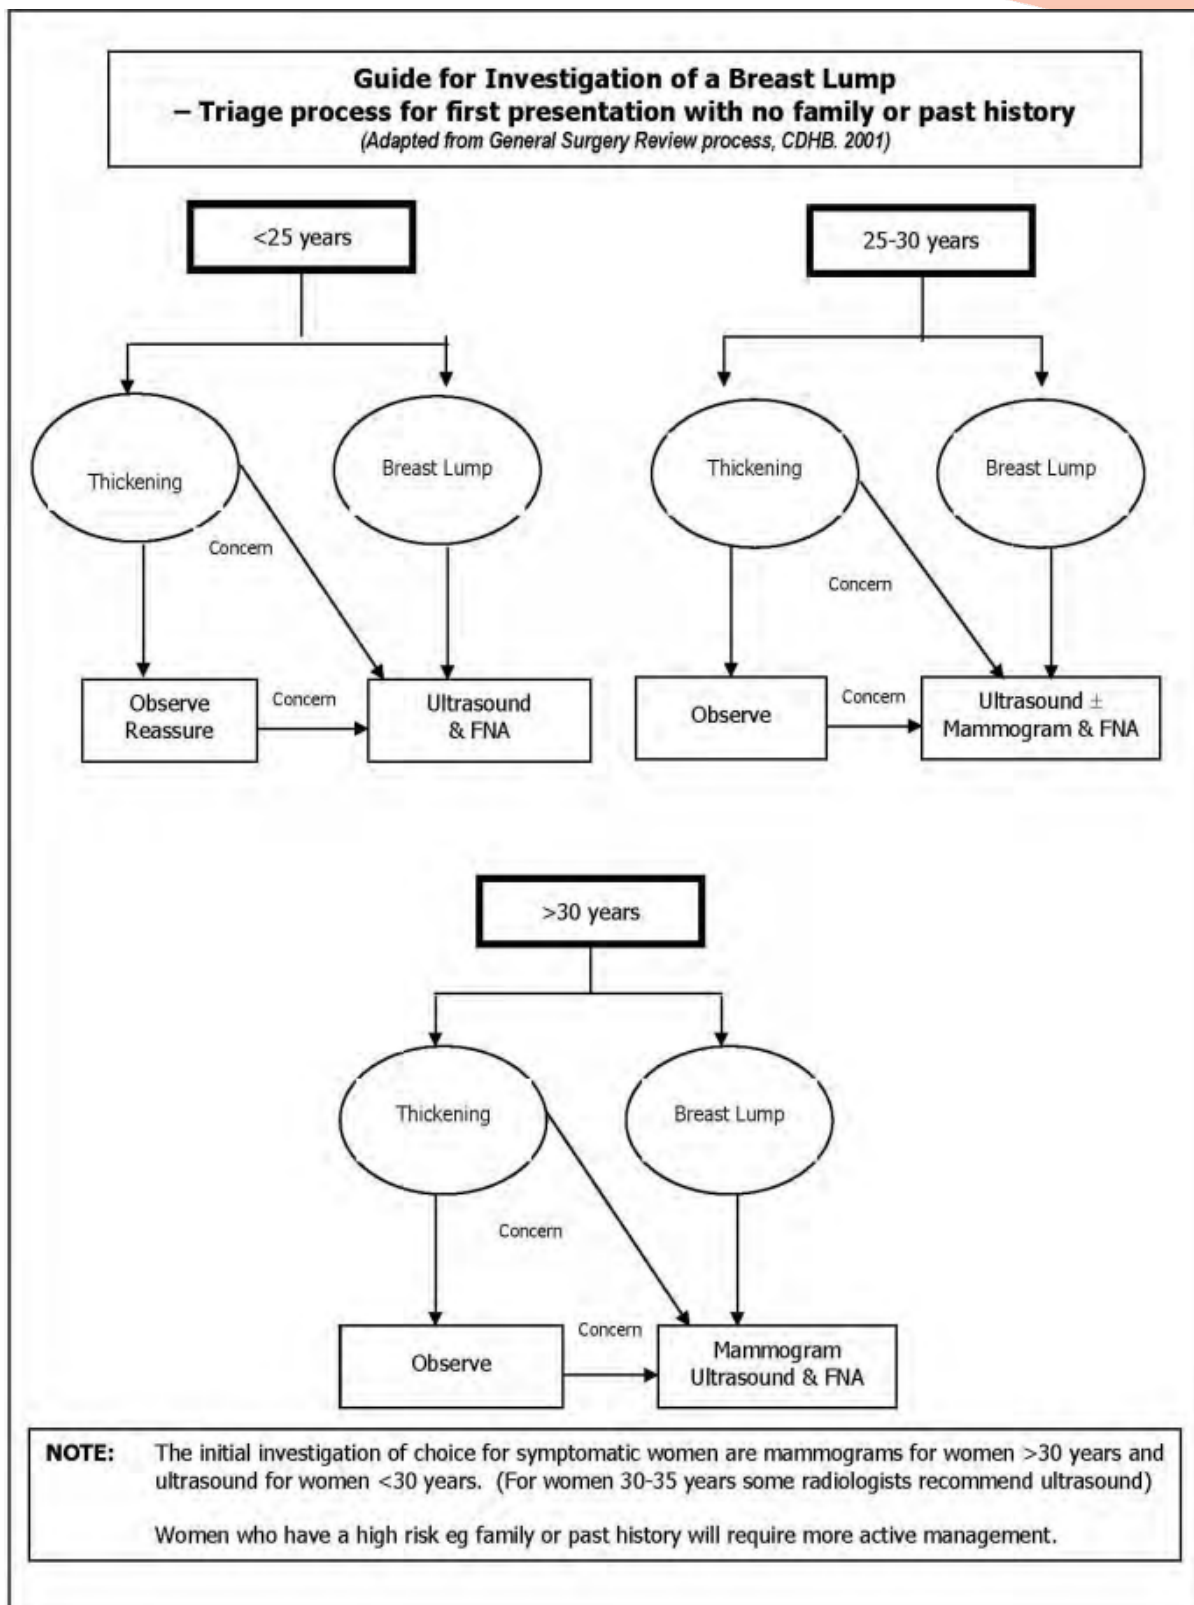 Guide for Investigation of a Breast Lump
– Triage process for first presentation with no family or past history
(Adapted from General Surgery Review process, CDHB. 2001)
<25 years
Thickening
Breast Lump
Concern
Observe
Reassure
Concern
Ultrasound
& FNA
25-30 years
Thickening
Breast Lump
Concern
Observe
Concern
Ultrasound ±
Mammogram & FNA
>30 years
Thickening
Breast Lump
Concern
Observe
Concern
Mammogram
Ultrasound & FNA
NOTE: The initial investigation of choice for symptomatic women are mammograms for women >30 years and
ultrasound for women <30 years. (For women 30-35 years some radiologists recommend ultrasound)
Women who have a high risk eg family or past history will require more active management.